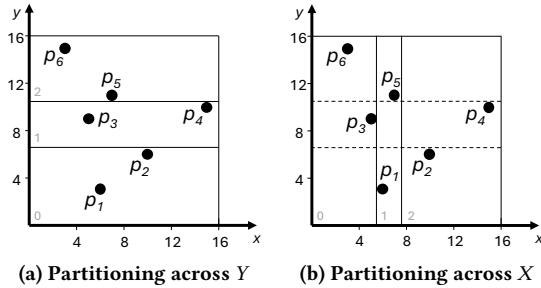 y
16
p6
12
p5
2
p3
p4
8
1
p2
4
p1
0
4
8
12
16
x
(a) Partitioning across Y
y
16
p6
12
p5
p3
p4
8
p2
4
p1
0
1
2
4
8
12
16
x
(b) Partitioning across X